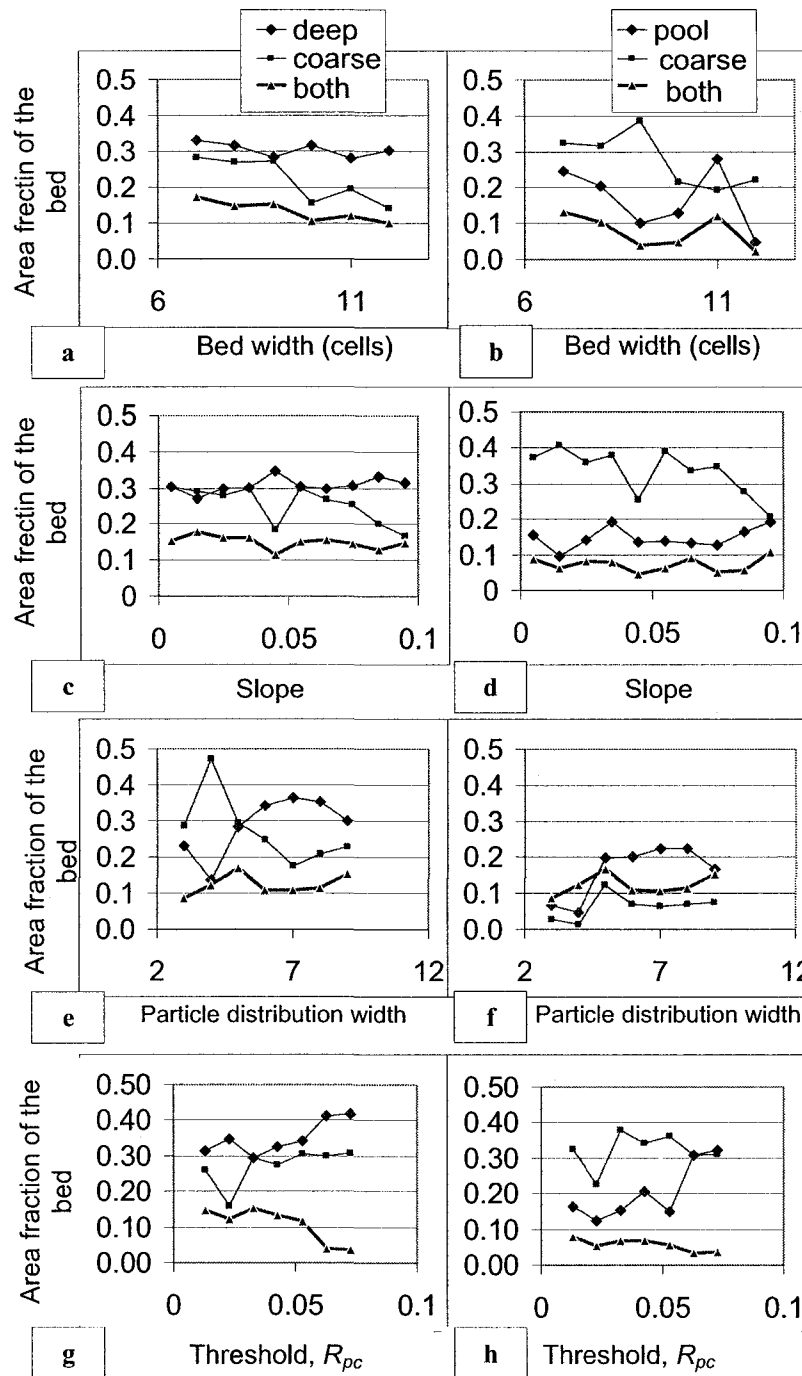 deep
coarse
both
pool
coarse
both
Area frectin of the
bed
0.5
0.4
0.3
0.2
0.1
0.0
6
11
a
Bed width (cells)
0.5
0.4
0.3
0.2
0.1
0.0
6
11
b
Bed width (cells)
Area frectin of the
bed
0.5
0.4
0.3
0.2
0.1
0
0
0.05
0.1
c
Slope
0.5
0.4
0.3
0.2
0.1
0
0
0.05
0.1
d
Slope
Area fraction of the
bed
0.5
0.4
0.3
0.2
0.1
0.0
2
7
12
e
Particle distribution width
0.5
0.4
0.3
0.2
0.1
0.0
2
7
12
f
Particle distribution width
Area fraction of the
bed
0.50
0.40
0.30
0.20
0.10
0.00
0
0.05
0.1
g
Threshold, Rpc
0.50
0.40
0.30
0.20
0.10
0.00
0
0.05
0.1
h
Threshold, Rpc